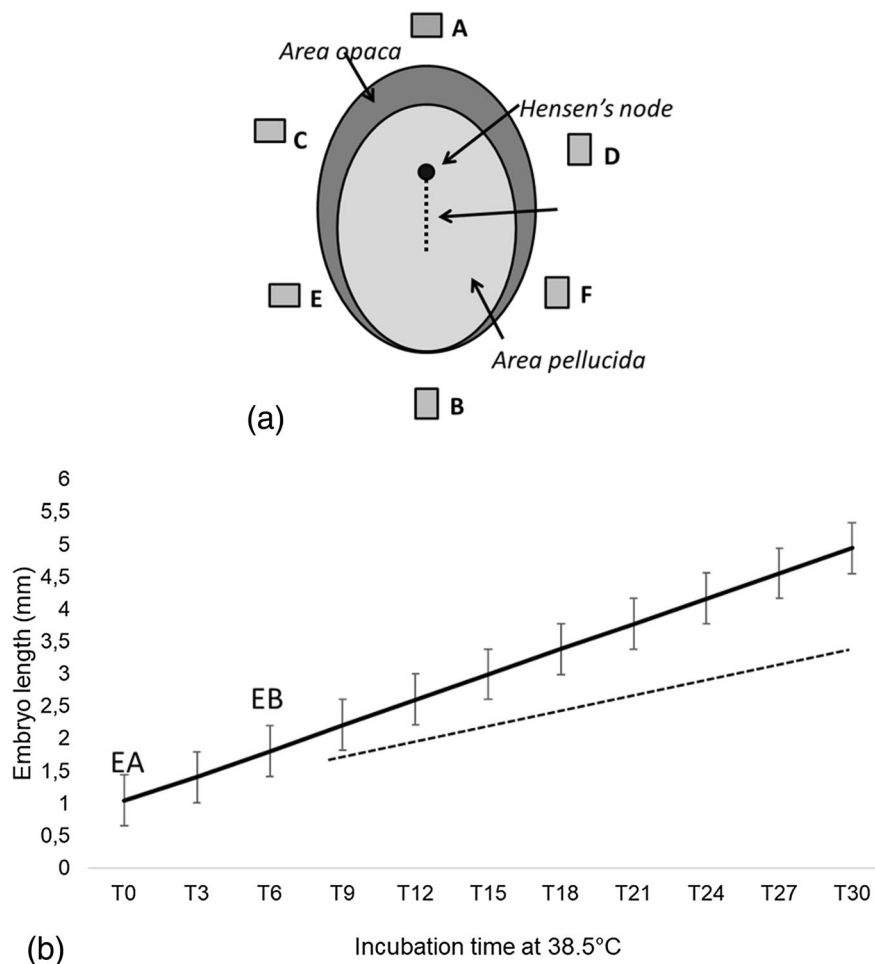 A
Area opaca
Hensen's node
C
D
E
F
Area pellucida
B
(a)
6
5,5
5
4,5
4
3,5
3
2,5
2
1,5
1
0,5
0
Embryo length (mm)
EB
EA
T0 T3 T6 T9 T12 T15 T18 T21 T24 T27 T30
(b) Incubation time at 38.5°C